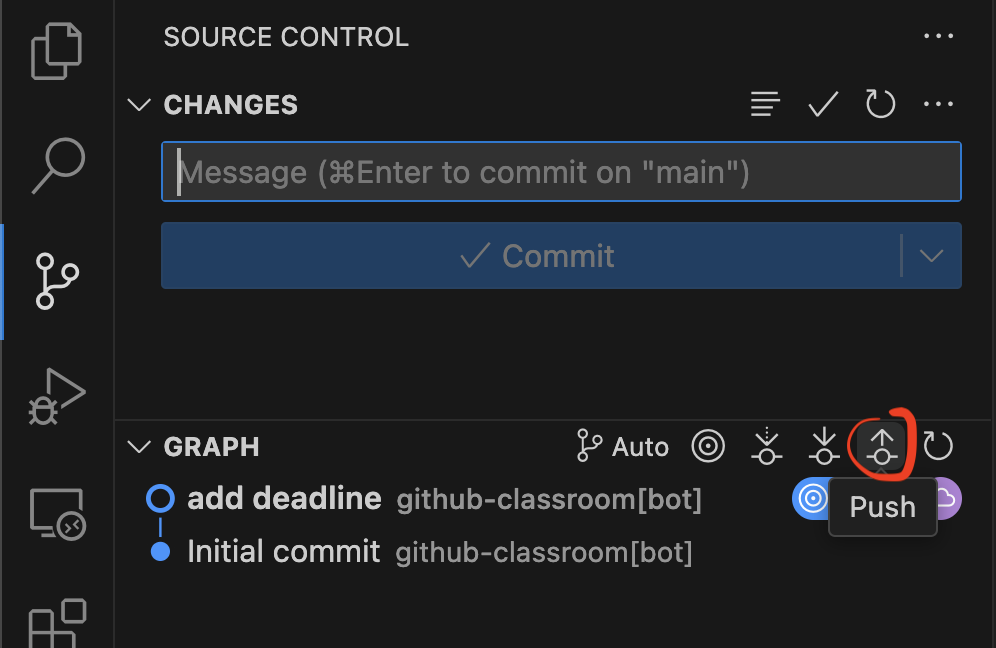 SOURCE CONTROL
CHANGES
Message (⌘Enter to commit on "main")
Commit
GRAPH
Auto
add deadline github-classroom[bot]
Push
Initial commit github-classroom[bot]